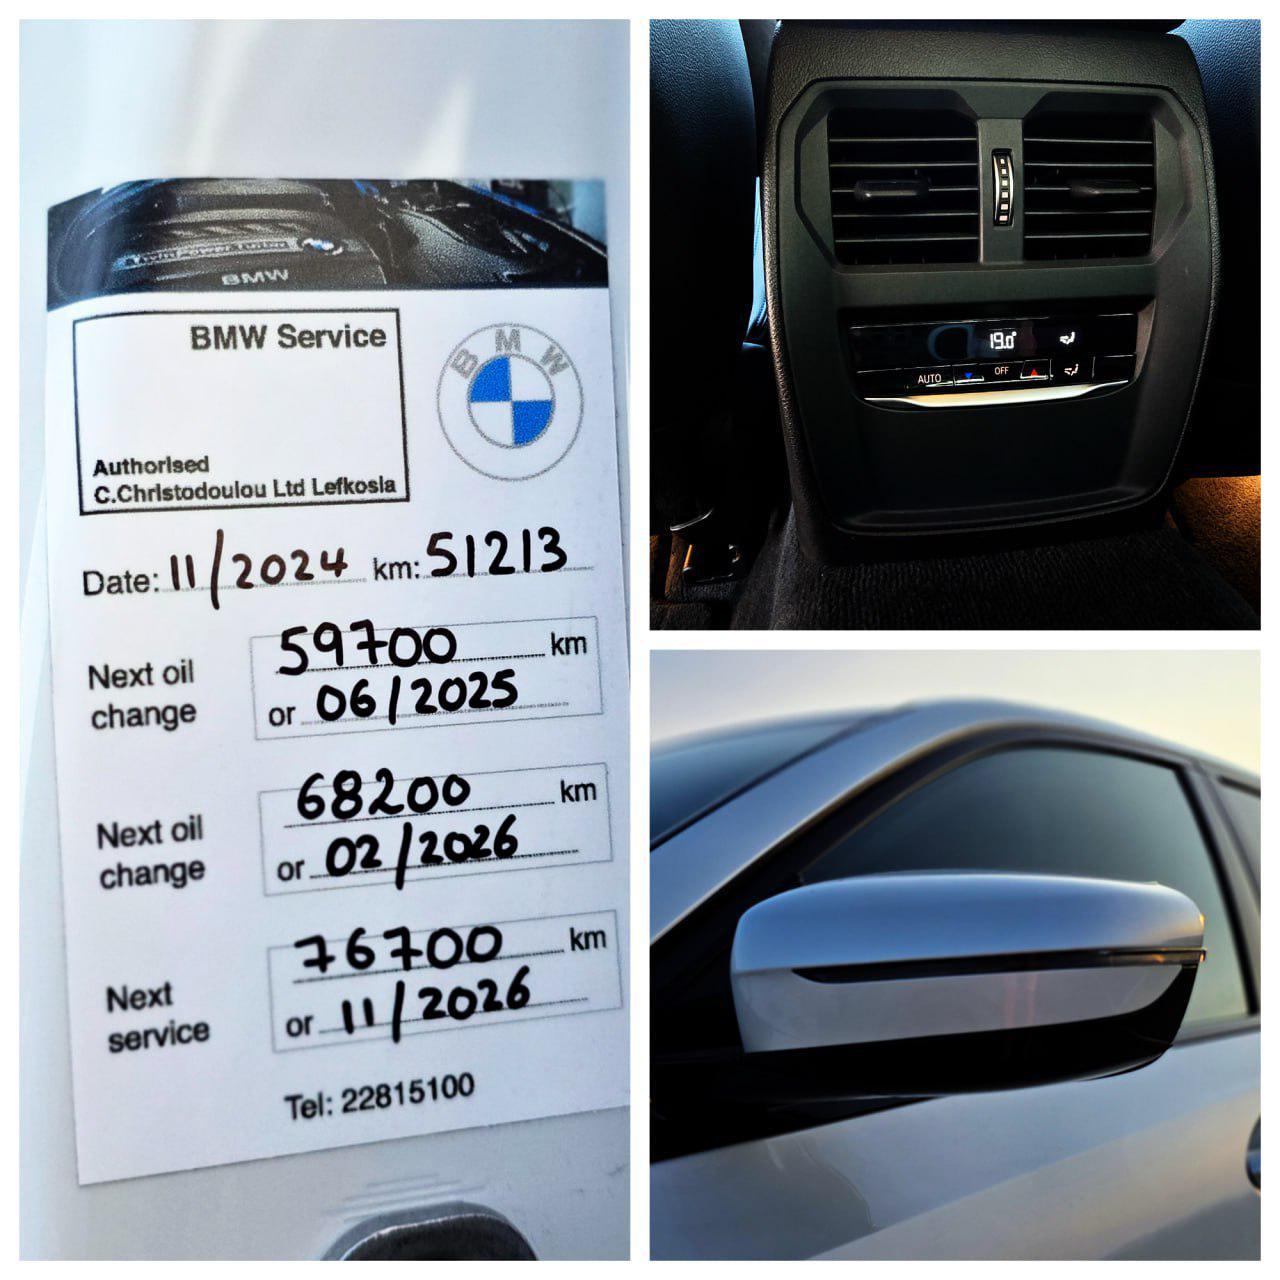 TwinPower Turbo
BMW
BMW Service
BMW
Authorised
C.Christodoulou Ltd Lefkosia
Date: 11/2024 km: 51213
Next oil change
59700 km
or 06/2025
Next oil change
68200 km
or 02/2026
Next service
76700 km
or 11/2026
Tel: 22815100
19.0°
AUTO OFF